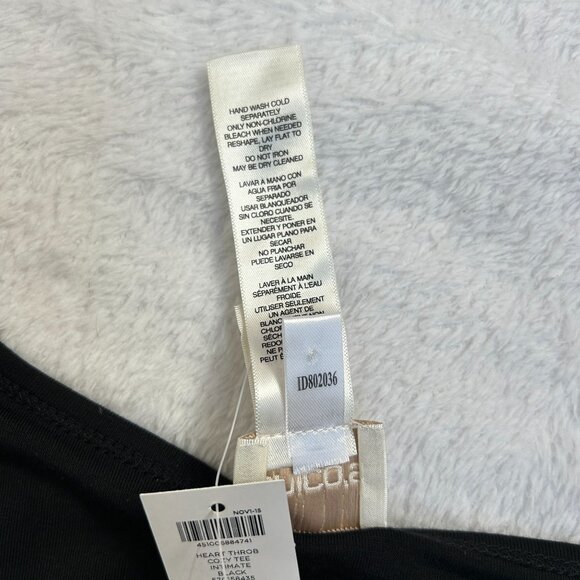 HAND WASH COLD
SEPARATELY
ONLY NON-CHLORINE
BLEACH WHEN NEEDED
RESHAPE, LAY FLAT TO
DRY
DO NOT IRON
MAY BE DRY CLEANED
LAVAR À MANO CON
AGUA FRIA POR
SEPARADO
USAR BLANQUEADOR
SIN CLORO CUANDO SE
NECESITE.
EXTENDER Y PONER EN
UN LUGAR PLANO PARA
SECAR
NO PLANCHAR
PUEDE LAVARSE EN
SECO
LAVER À LA MAIN
SÉPARÉMENT À L'EAU
FROIDE
UTILISER SEULEMENT
UN AGENT DE
ID802036
NOV1-15
HEART THROB
COZY TEE
INTIMATE
BLACK